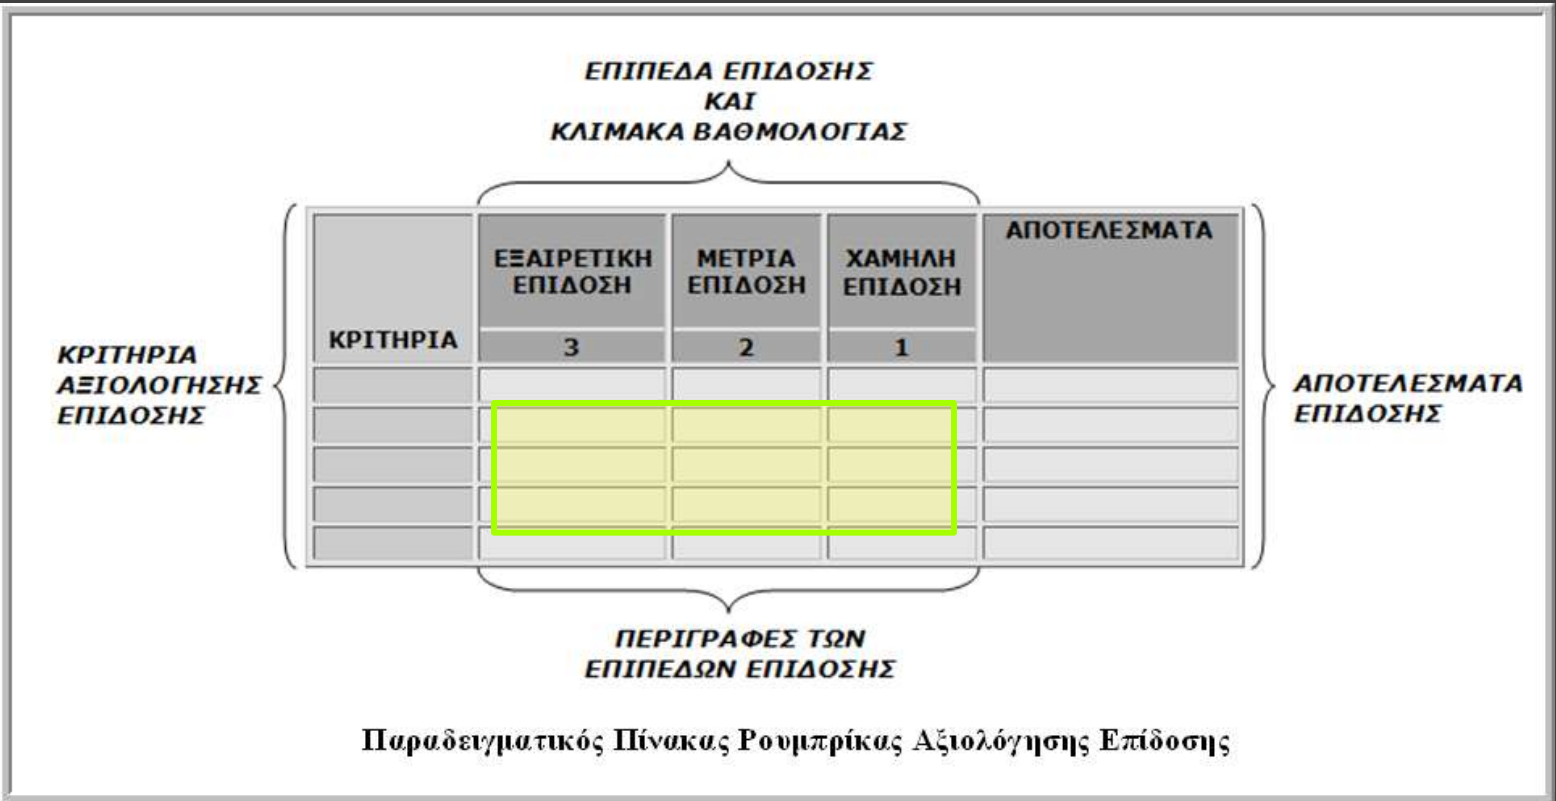 ΕΠΙΠΕΔΑ ΕΠΙΔΟΣΗΣ
ΚΑΙ
ΚΛΙΜΑΚΑ ΒΑΘΜΟΛΟΓΙΑΣ
ΚΡΙΤΗΡΙΑ
ΑΞΙΟΛΟΓΗΣΗΣ
ΕΠΙΔΟΣΗΣ
ΚΡΙΤΗΡΙΑ
ΕΞΑΙΡΕΤΙΚΗ
ΕΠΙΔΟΣΗ
3
ΜΕΤΡΙΑ
ΕΠΙΔΟΣΗ
2
ΧΑΜΗΛΗ
ΕΠΙΔΟΣΗ
1
ΑΠΟΤΕΛΕΣΜΑΤΑ
ΑΠΟΤΕΛΕΣΜΑΤΑ
ΕΠΙΔΟΣΗΣ
ΠΕΡΙΓΡΑΦΕΣ ΤΩΝ
ΕΠΙΠΕΔΩΝ ΕΠΙΔΟΣΗΣ
Παραδειγματικός Πίνακας Ρουμπρίκας Αξιολόγησης Επίδοσης